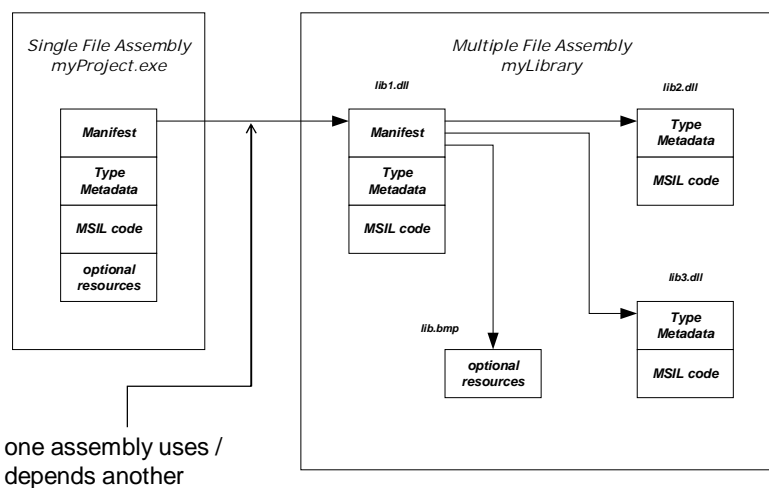 Single File Assembly
myProject.exe
Manifest
Type
Metadata
MSIL code
optional
resources
Multiple File Assembly
myLibrary
lib1.dll
Manifest
Type
Metadata
MSIL code
lib2.dll
Type
Metadata
MSIL code
lib3.dll
Type
Metadata
MSIL code
lib.bmp
optional
resources
one assembly uses /
depends another